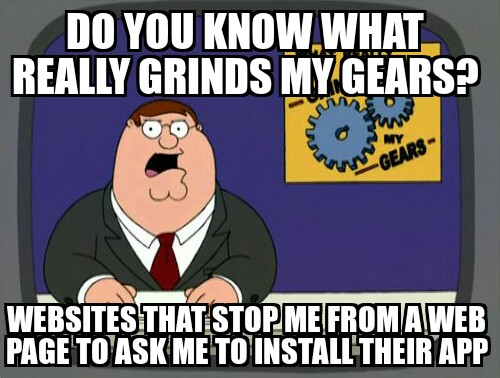 DO YOU KNOW WHAT
REALLY GRINDS MY GEARS?
MY
GEARS
WEBSITES THAT STOP ME FROM A WEB
PAGE TO ASK ME TO INSTALL THEIR APP